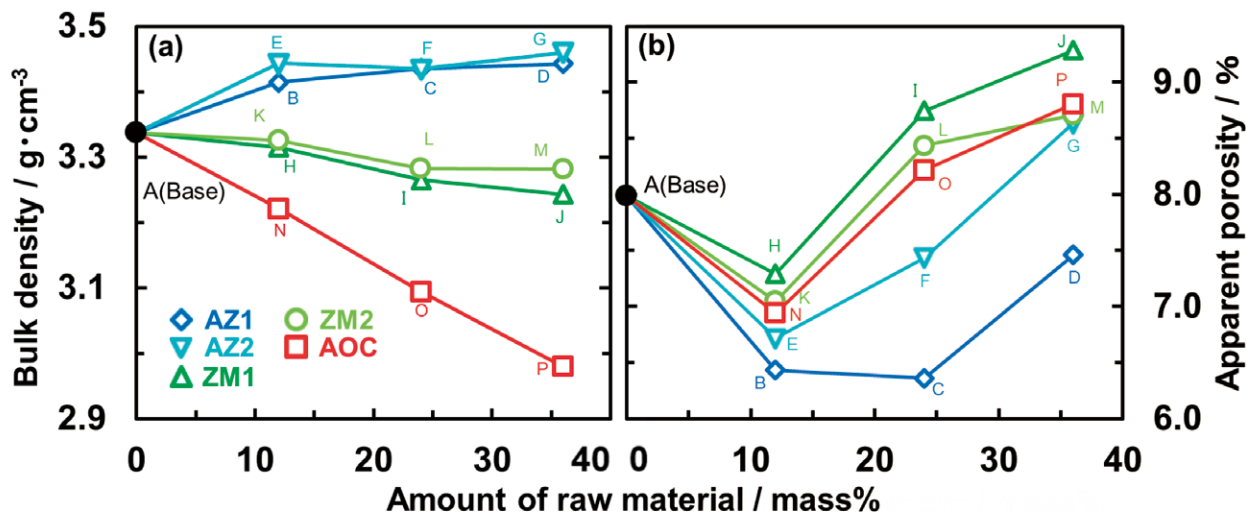 3.5
3.3
3.1
2.9
Bulk density / g・cm⁻³
(a)
E
F
G
B
C
D
K
L
M
H
I
J
A(Base)
N
O
P
AZ1
ZM2
AZ2
AOC
ZM1
0
10
20
30
40
(b)
J
P
I
M
L
G
O
A(Base)
H
F
D
K
N
E
B
C
0
10
20
30
40
9.0
8.0
7.0
6.0
Apparent porosity / %
Amount of raw material / mass%